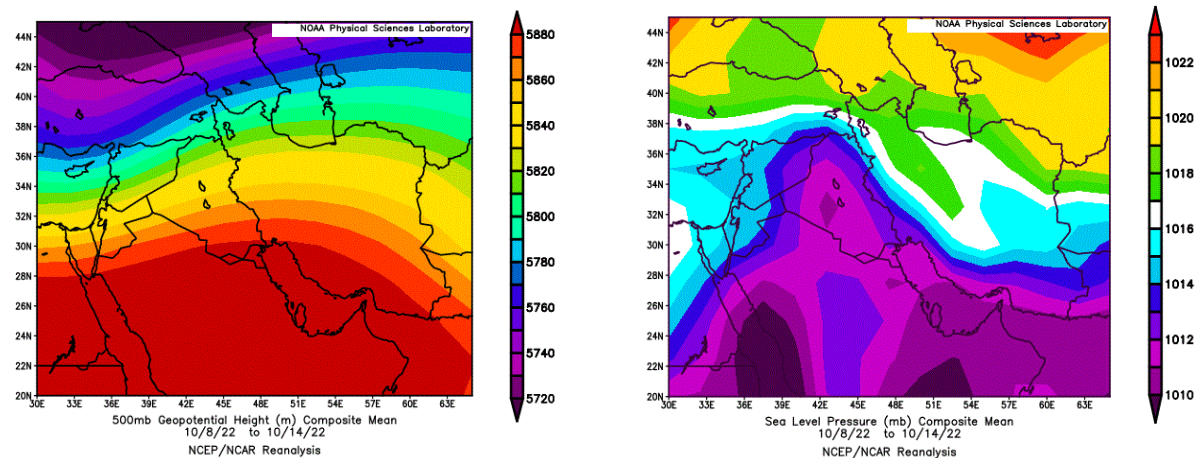 NOAA Physical Sciences Laboratory
44N
42N
40N
38N
36N
34N
32N
30N
28N
26N
24N
22N
20N
30E 33E 36E 39E 42E 45E 48E 51E 54E 57E 60E 63E
5880
5860
5840
5820
5800
5780
5760
5740
5720
500mb Geopotential Height (m) Composite Mean
10/8/22 to 10/14/22
NCEP/NCAR Reanalysis
NOAA Physical Sciences Laboratory
44N
42N
40N
38N
36N
34N
32N
30N
28N
26N
24N
22N
20N
30E 33E 36E 39E 42E 45E 48E 51E 54E 57E 60E 63E
1022
1020
1018
1016
1014
1012
1010
Sea Level Pressure (mb) Composite Mean
10/8/22 to 10/14/22
NCEP/NCAR Reanalysis